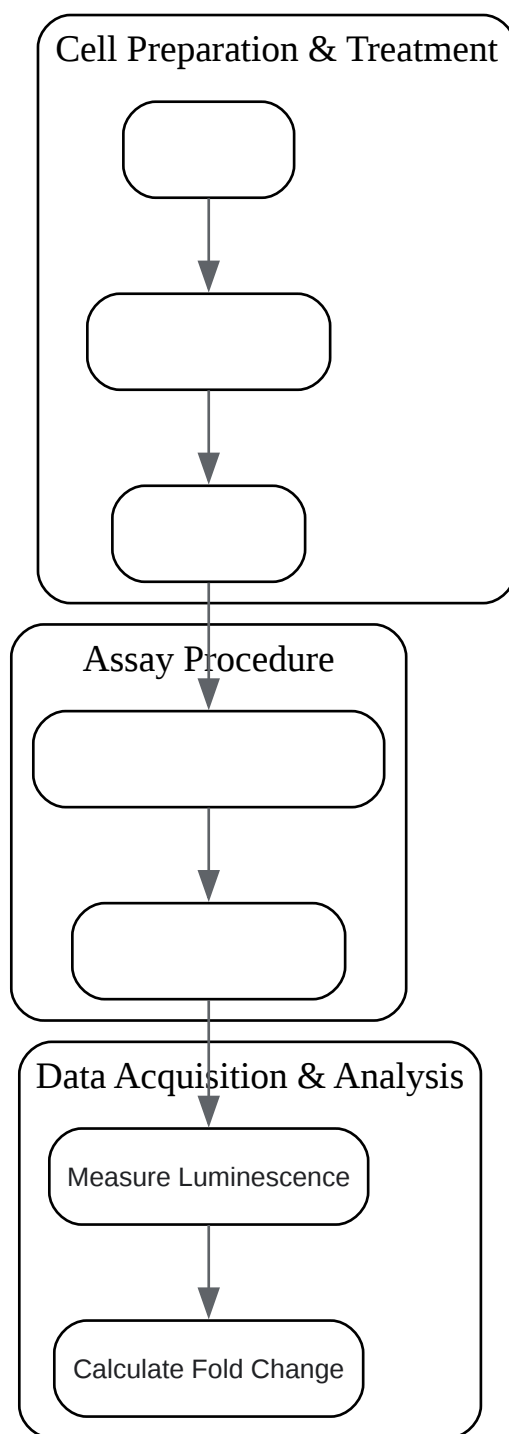 Cell Preparation & Treatment
Assay Procedure
Data Acquisition & Analysis
Measure Luminescence
Calculate Fold Change